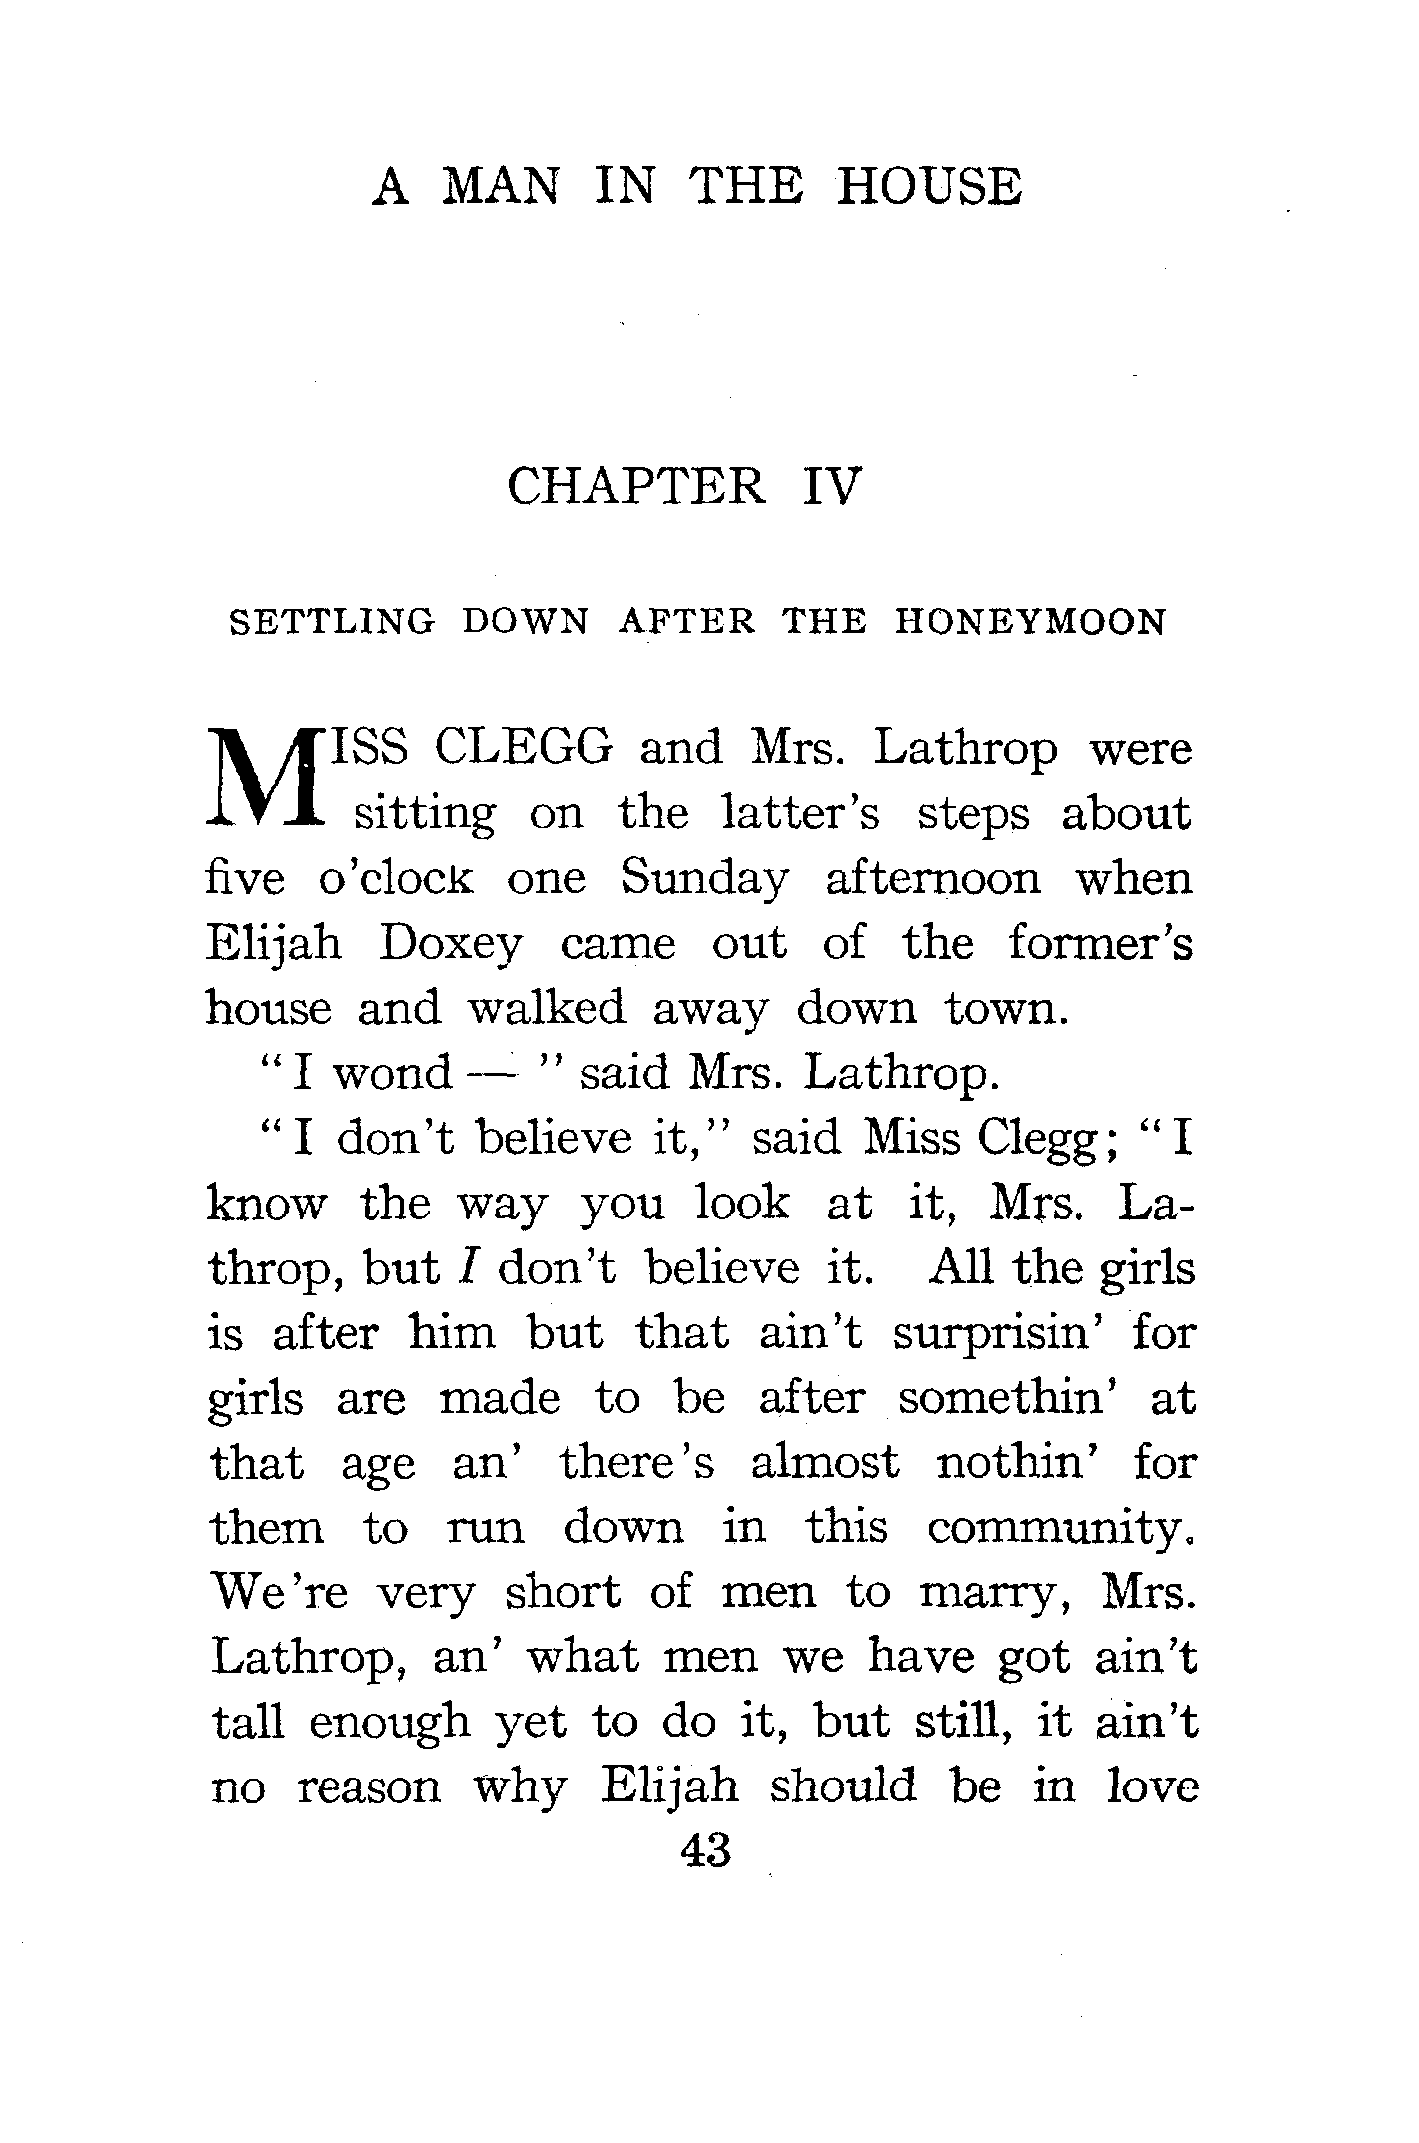 A MAN IN THE HOUSE
CHAPTER IV
SETTLING DOWN AFTER THE HONEYMOON
MISS CLEGG and Mrs. Lathrop were
sitting on the latter's steps about
five o'clock one Sunday afternoon when
Elijah Doxey came out of the former's
house and walked away down town.
" I wond — " said Mrs. Lathrop.
" I don't believe it," said Miss Clegg; " I
know the way you look at it, Mrs. La-
throp, but I don't believe it. All the girls
is after him but that ain't surprisin' for
girls are made to be after somethin' at
that age an' there's almost nothin' for
them to run down in this community.
We're very short of men to marry, Mrs.
Lathrop, an' what men we have got ain't
tall enough yet to do it, but still, it ain't
no reason why Elijah should be in love
43